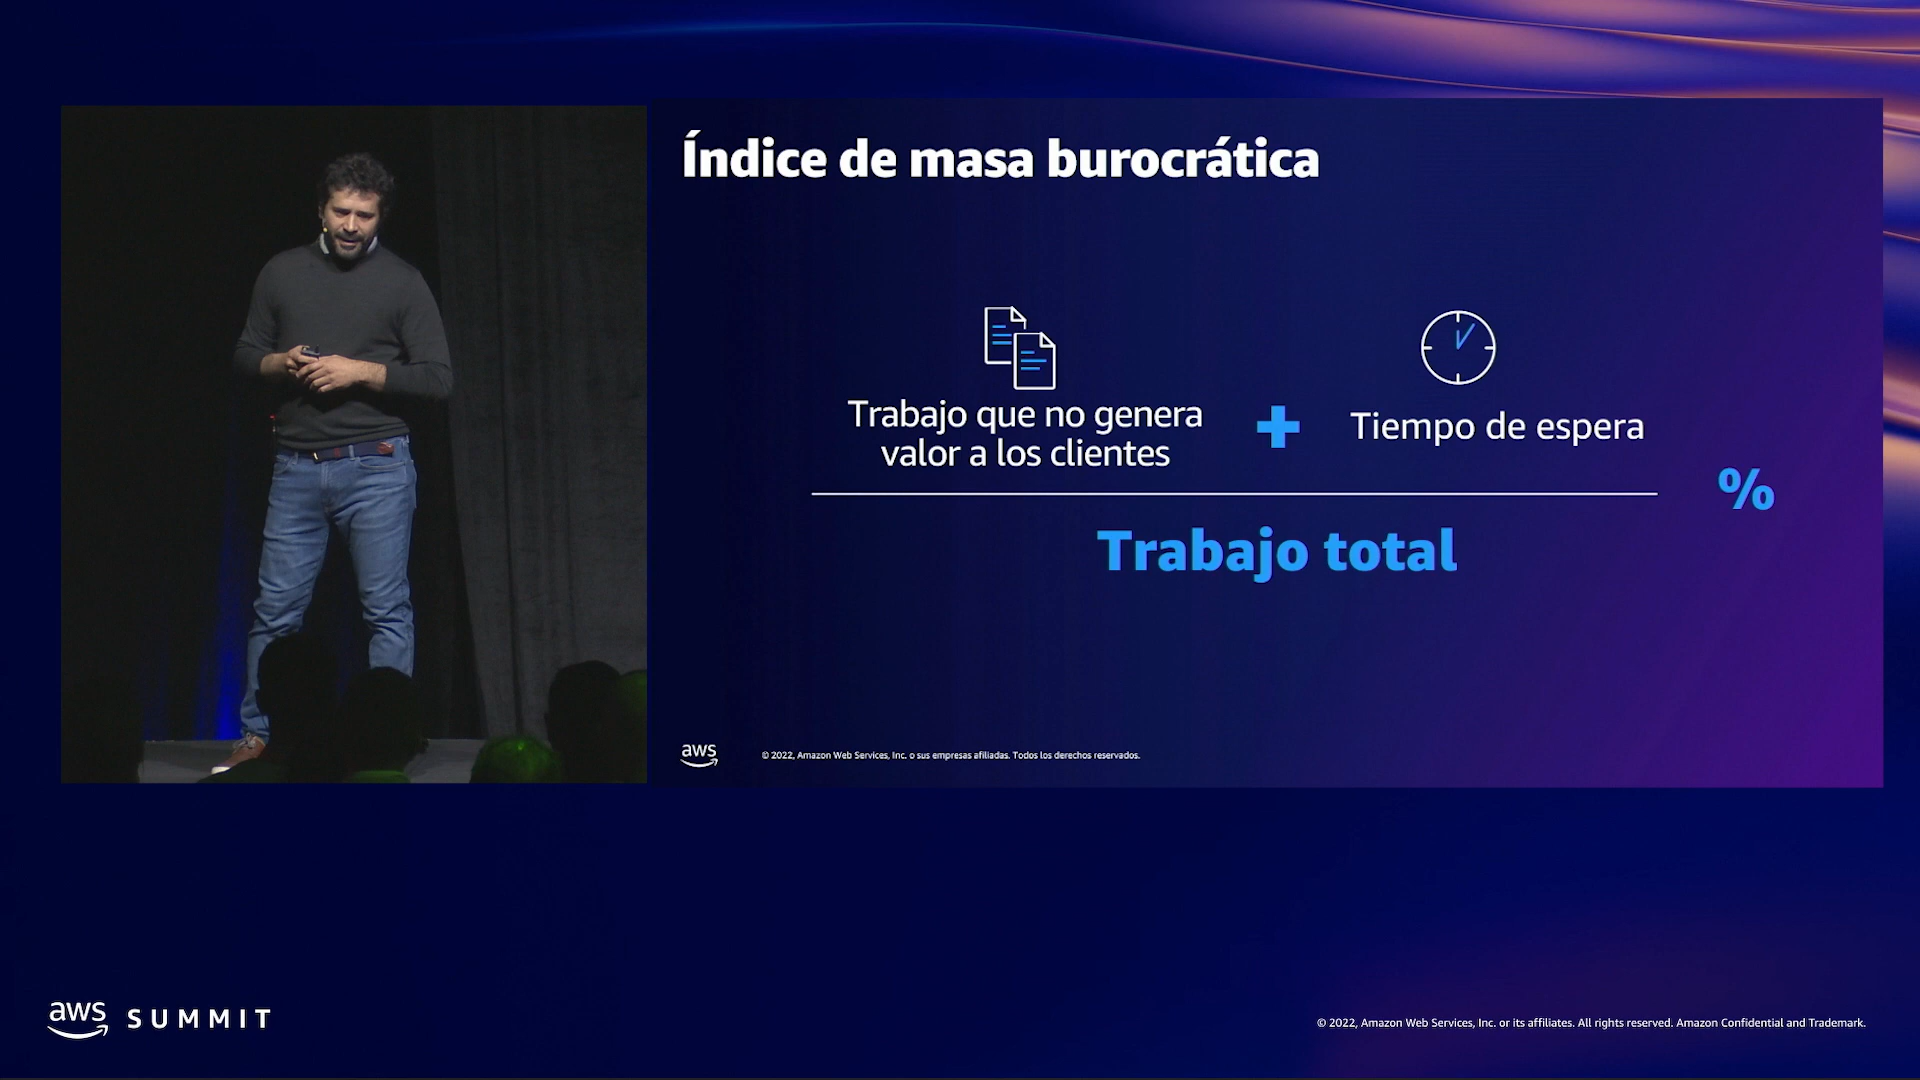 Índice de masa burocrática
Trabajo que no genera
valor a los clientes
Tiempo de espera
%
Trabajo total
aws
© 2022, Amazon Web Services, Inc. o sus empresas afiliadas. Todos los derechos reservados.
aws SUMMIT
© 2022, Amazon Web Services, Inc. or its affiliates. All rights reserved. Amazon Confidential and Trademark.